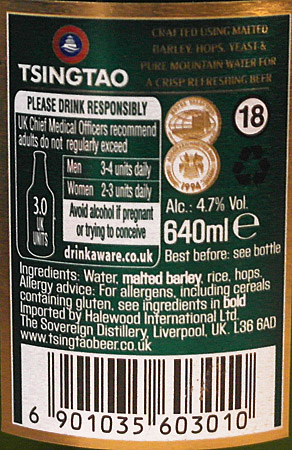 CRAFTED USING MALTED
BARLEY, HOPS, YEAST &
PURE MOUNTAIN WATER FOR
A CRISP REFRESHING BEER
TSINGTAO
PLEASE DRINK RESPONSIBLY
UK Chief Medical Officers recommend
adults do not regularly exceed
Men 3-4 units daily
Women 2-3 units daily
Avoid alcohol if pregnant
or trying to conceive
drinkaware.co.uk
3.0
UK
UNITS
1994
18
Alc.: 4.7% Vol.
640ml e
Best before: see bottle
Ingredients: Water, malted barley, rice, hops.
Allergy advice: For allergens, including cereals
containing gluten, see ingredients in bold
Imported by Halewood International Ltd.
The Sovereign Distillery, Liverpool, UK. L36 6AD
www.tsingtaobeer.co.uk
6 901035 603010